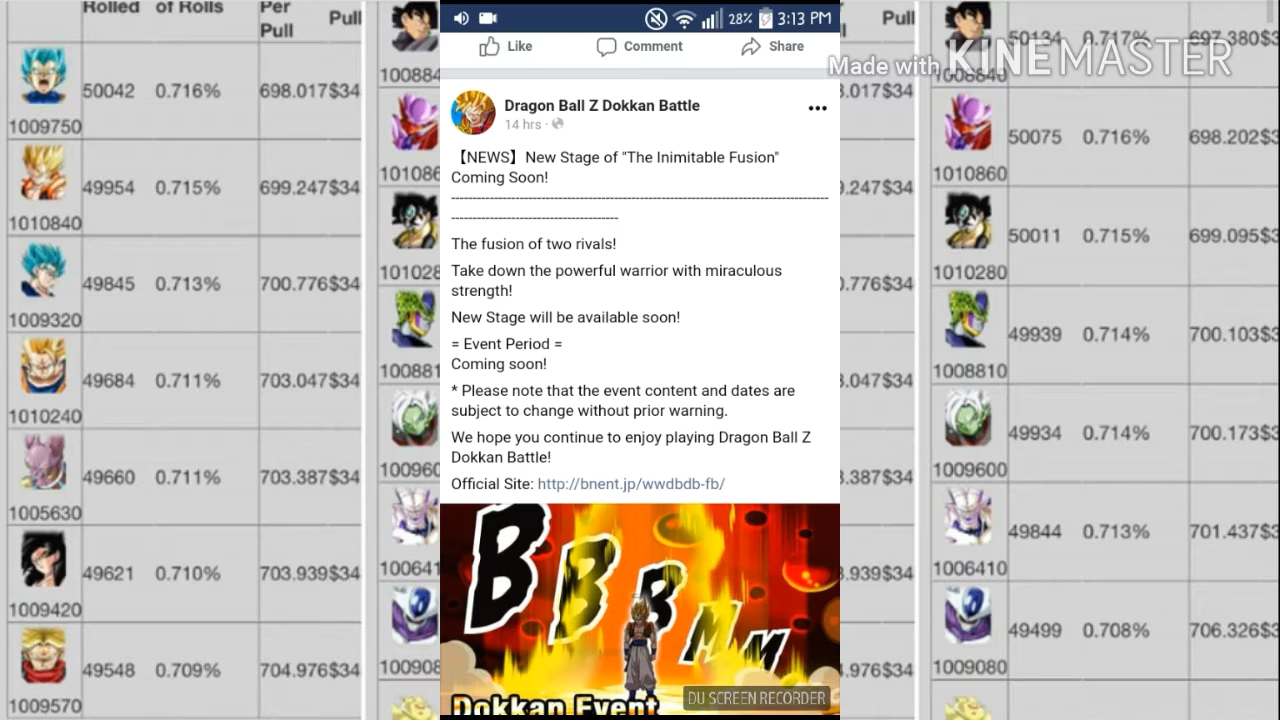 Rolled of Rolls Per Pull Pull
50042 0.716% 698.017$34
1009750
49954 0.715% 699.247$34
1010840
49845 0.713% 700.776$34
1009320
49684 0.711% 703.047$34
1010240
49660 0.711% 703.387$34
1005630
49621 0.710% 703.939$34
1009420
49548 0.709% 704.976$34
1009570
28% 3:13 PM
Like Comment Share
Dragon Ball Z Dokkan Battle
14 hrs ·
【NEWS】New Stage of "The Inimitable Fusion"
Coming Soon!
The fusion of two rivals!
Take down the powerful warrior with miraculous
strength!
New Stage will be available soon!
= Event Period =
Coming soon!
* Please note that the event content and dates are
subject to change without prior warning.
We hope you continue to enjoy playing Dragon Ball Z
Dokkan Battle!
Official Site: http://bnent.jp/wwdbdb-fb/
BBBMM
Dokkan Event
DU SCREEN RECORDER
Made with KINEMASTER
Pull
50134 0.717% 697.380$3
1008840
50075 0.716% 698.202$3
1010860
50011 0.715% 699.095$3
1010280
49939 0.714% 700.103$3
1008810
49934 0.714% 700.173$3
1009600
49844 0.713% 701.437$3
1006410
49499 0.708% 706.326$3
1009080